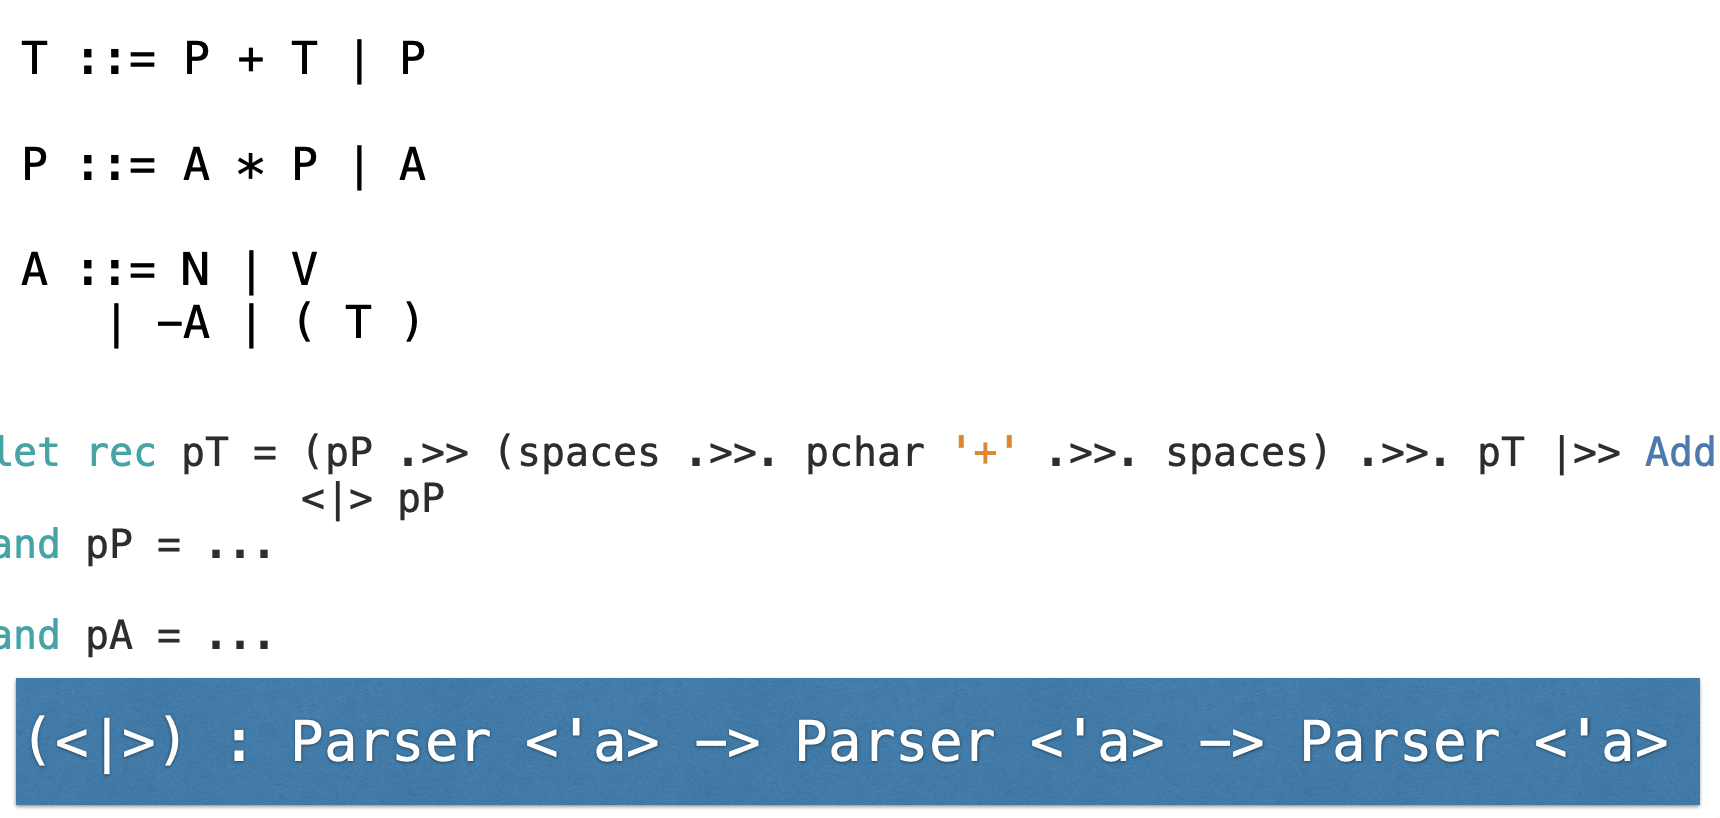 T ::= P + T | P
P ::= A * P | A
A ::= N | V
| –A | ( T )
let rec pT = (pP .>> (spaces .>>. pchar '+' .>>. spaces) .>>. pT |>> Add
<|> pP
and pP = ...
and pA = ...
(<|>) : Parser <'a> –> Parser <'a> –> Parser <'a>